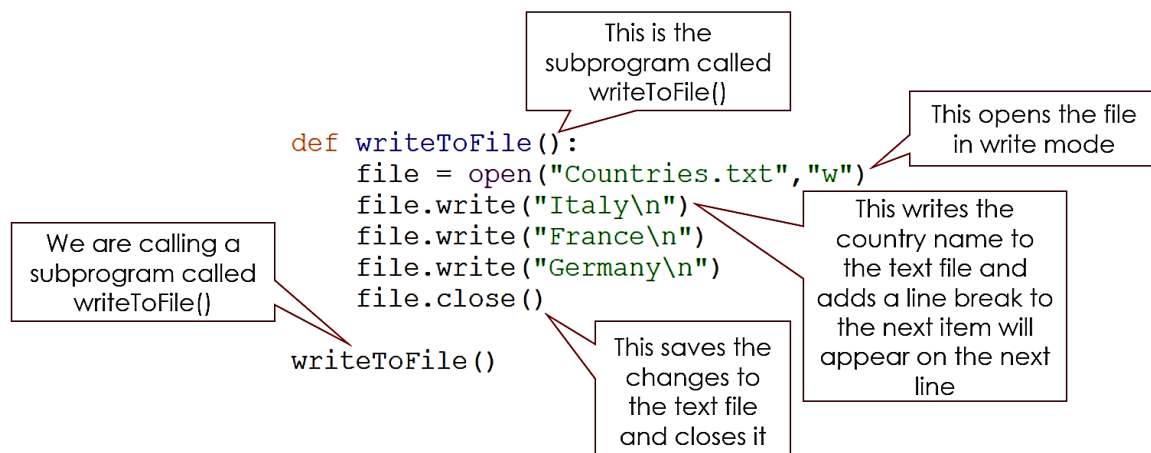 This is the
subprogram called
writeToFile()
This opens the file
in write mode
def writeToFile():
    file = open("Countries.txt","w")
    file.write("Italy\n")
    file.write("France\n")
    file.write("Germany\n")
    file.close()
writeToFile()
We are calling a
subprogram called
writeToFile()
This writes the
country name to
the text file and
adds a line break to
the next item will
appear on the next
line
This saves the
changes to
the text file
and closes it